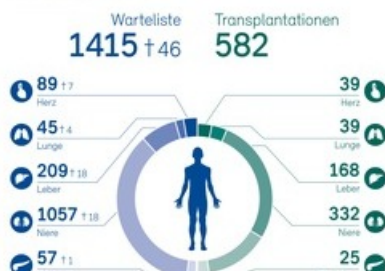 Warteliste
1415 †46
Transplantationen
582
89 †7
Herz
45 †4
Lunge
209 †18
Leber
1057 †18
Niere
57 †1
39
Herz
39
Lunge
168
Leber
332
Niere
25